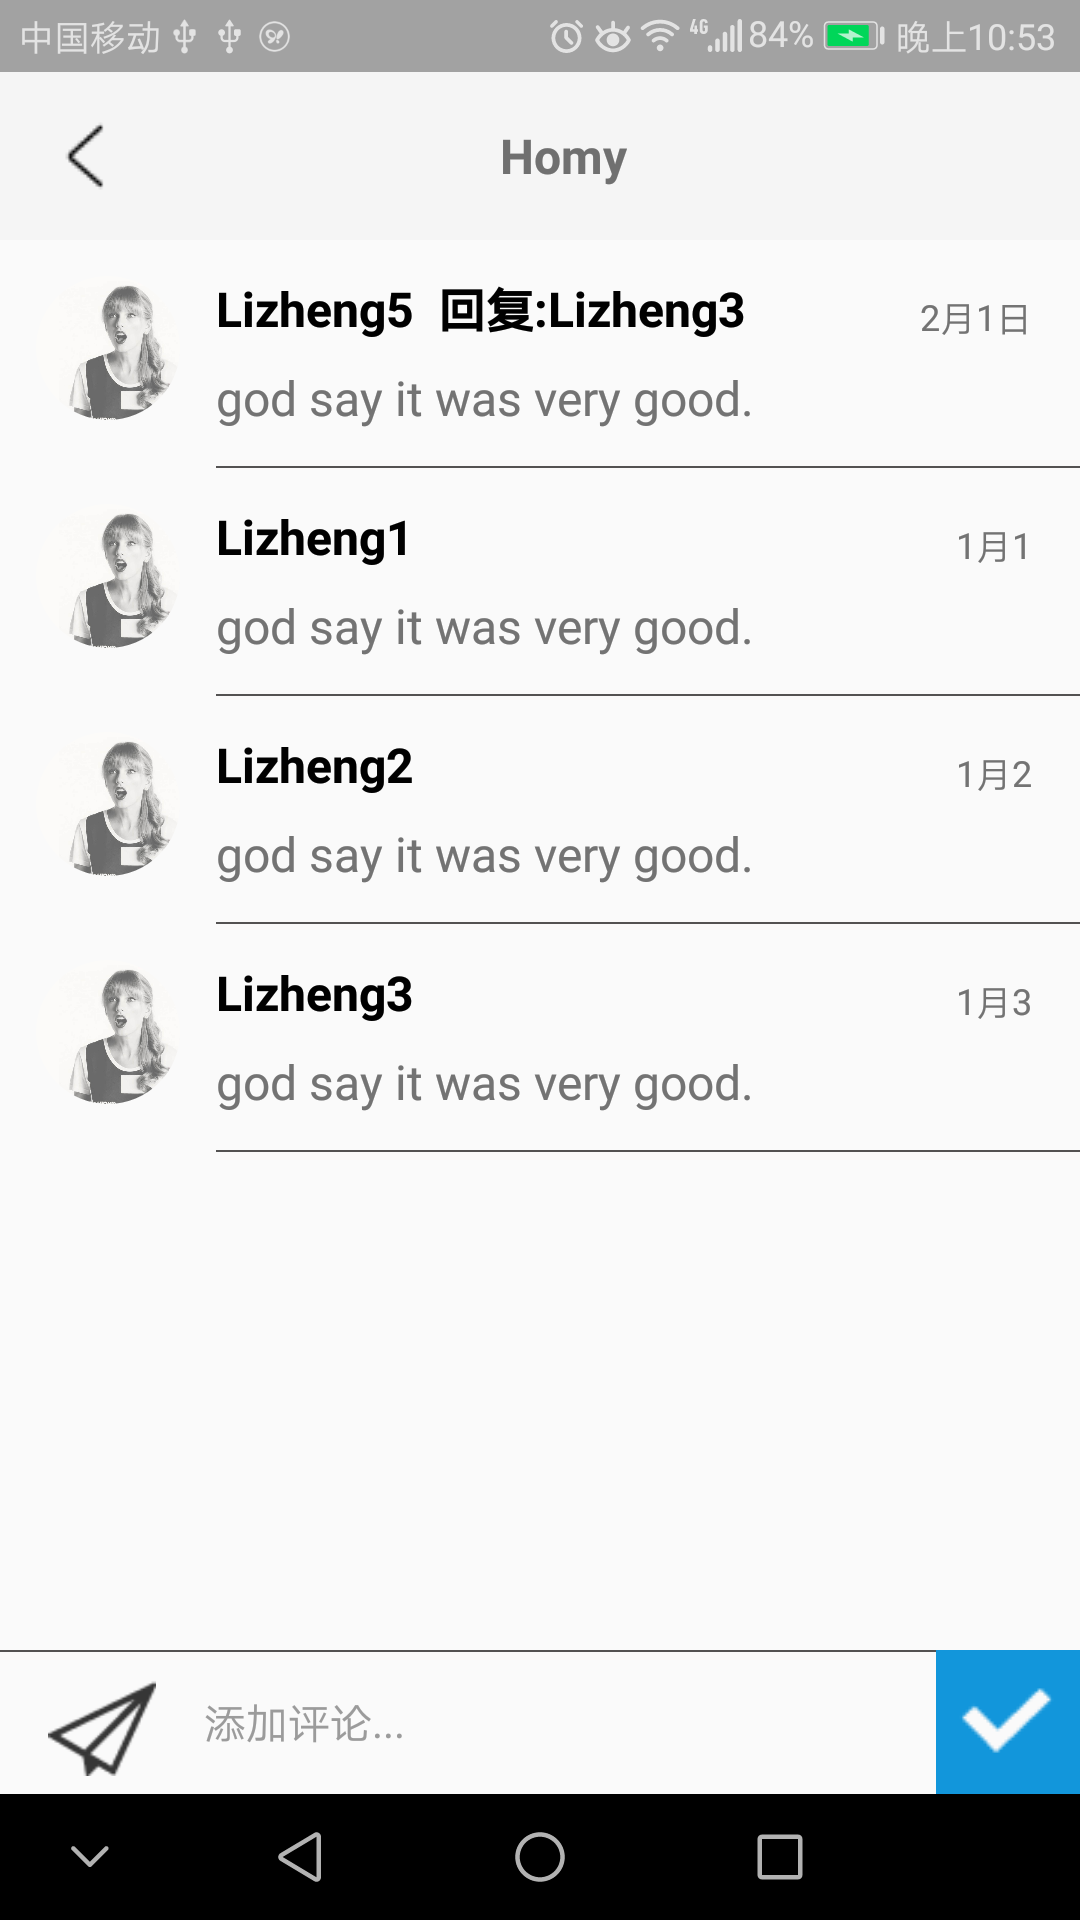 中国移动 4G 84% 晚上10:53
Homy
Lizheng5 回复:Lizheng3 2月1日
god say it was very good.
Lizheng1 1月1
god say it was very good.
Lizheng2 1月2
god say it was very good.
Lizheng3 1月3
god say it was very good.
添加评论...